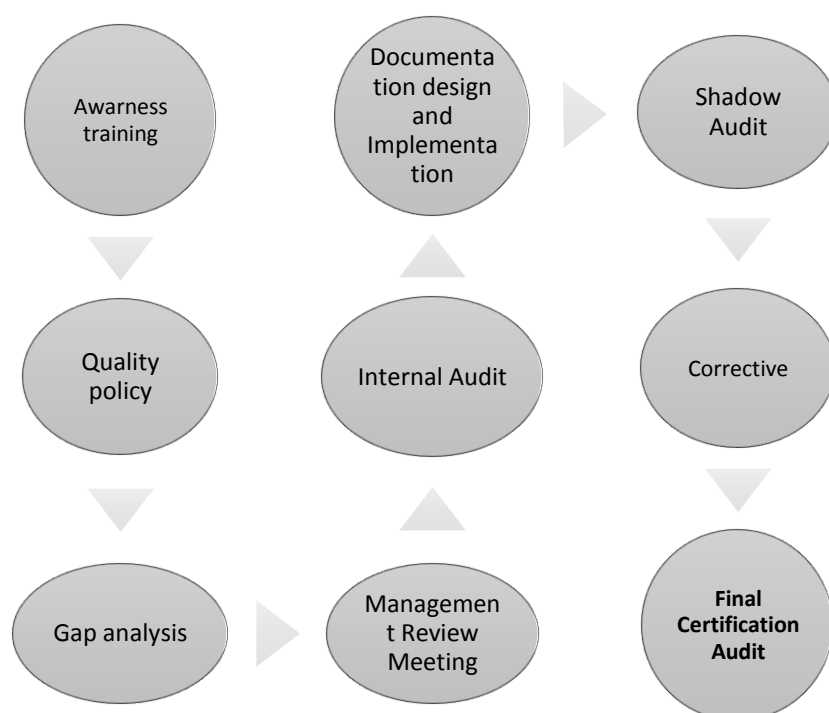 Awarness
training
Quality
policy
Gap analysis
Managemen
t Review
Meeting
Internal Audit
Documenta
tion design
and
Implementa
tion
Shadow
Audit
Corrective
Final
Certification
Audit